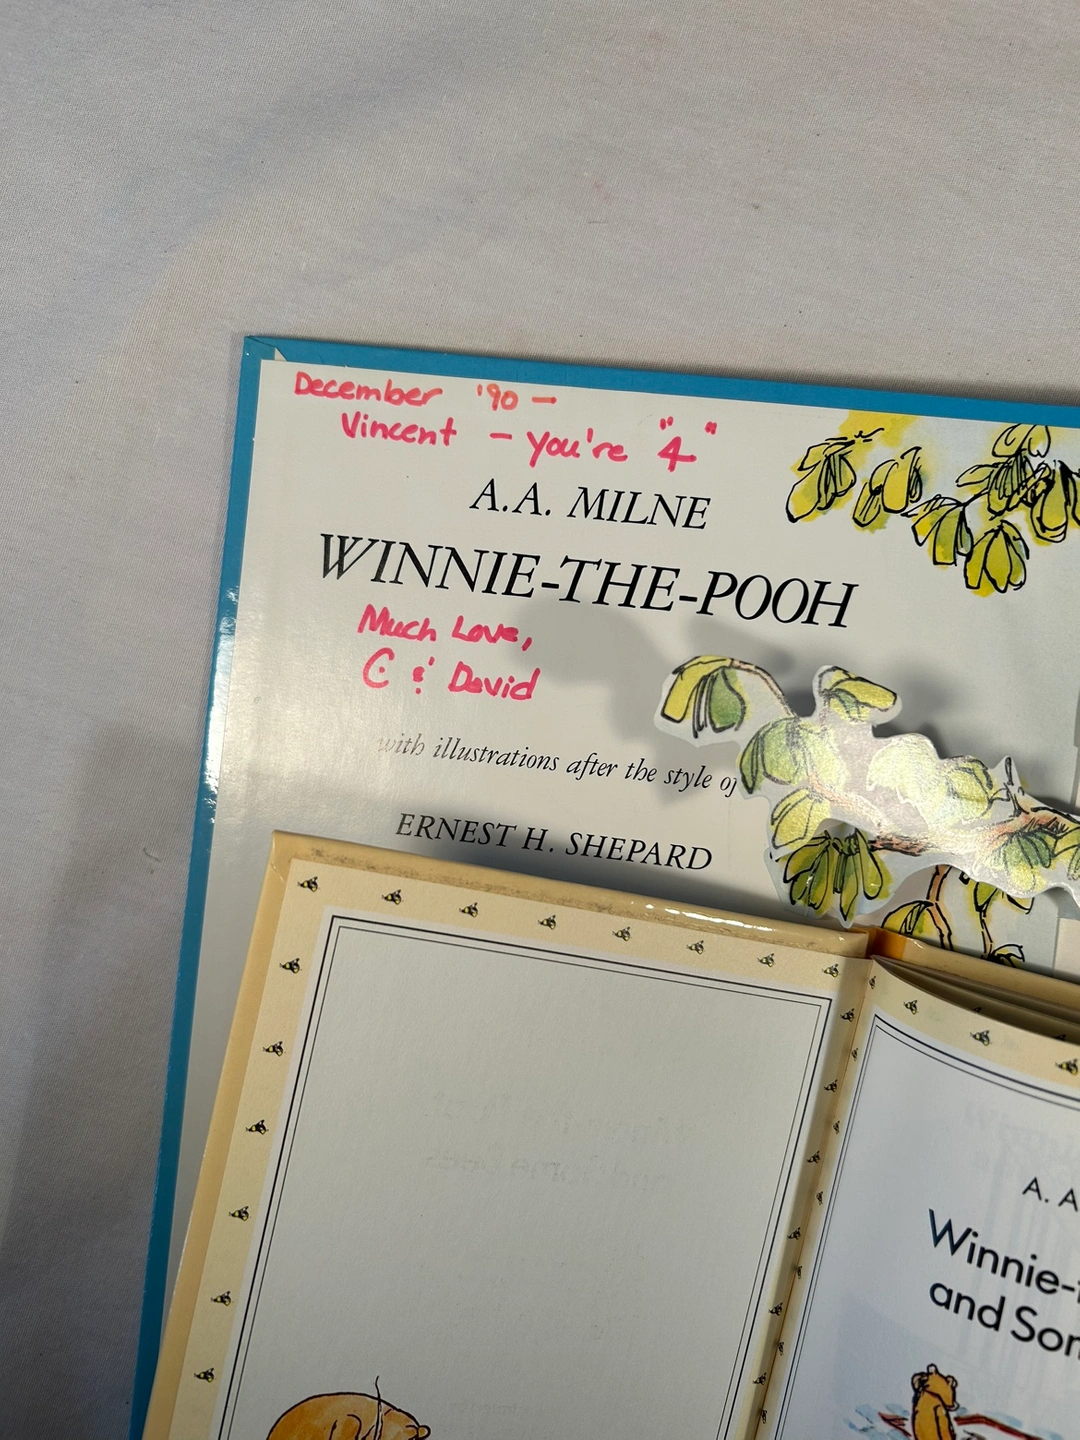 December '90 —
Vincent - you're "4"
A.A. MILNE
WINNIE-THE-POOH
Much Love,
C & David
with illustrations after the style of
ERNEST H. SHEPARD
A. A
Winnie-
and Som